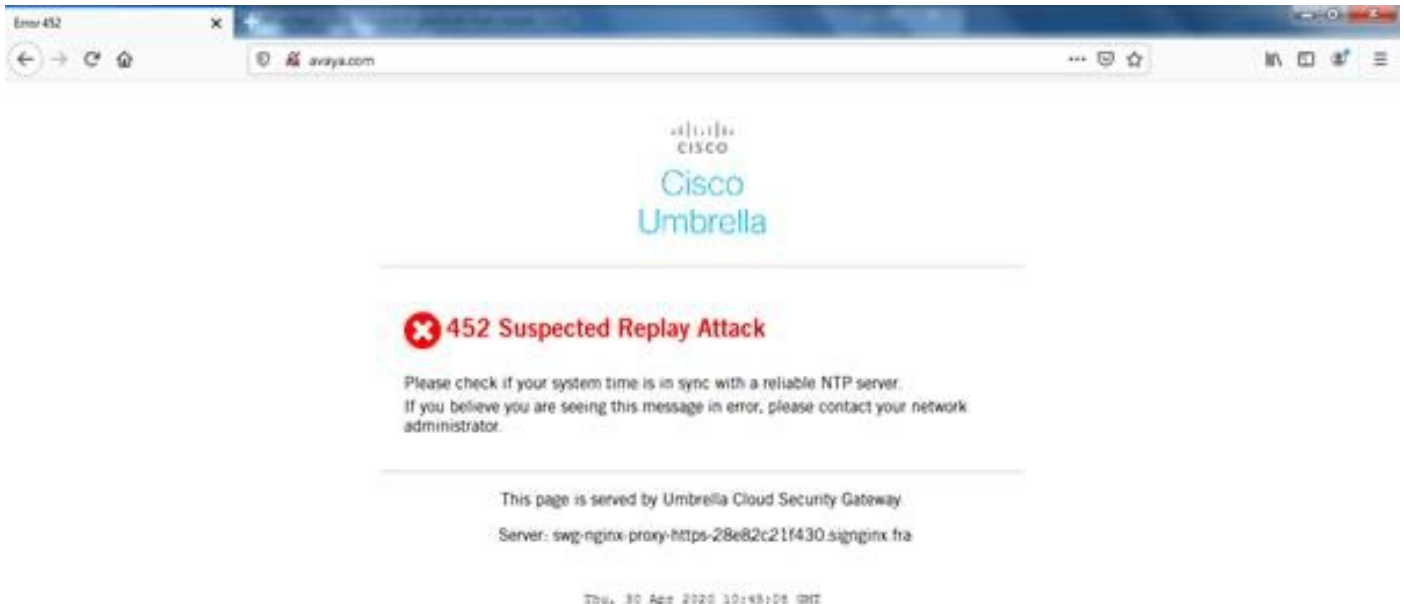 Error 452
avaya.com
CISCO
Cisco
Umbrella
452 Suspected Replay Attack
Please check if your system time is in sync with a reliable NTP server.
If you believe you are seeing this message in error, please contact your network
administrator.
This page is served by Umbrella Cloud Security Gateway.
Server: swg-nginx-proxy-https-28e82c21f430.signginx.fra
Thu, 30 Apr 2020 GMT